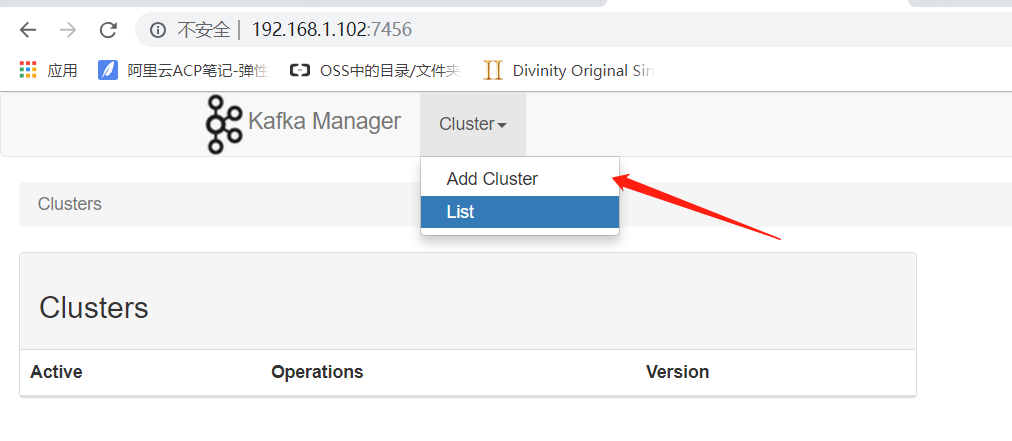 不安全 | 192.168.1.102:7456
应用 阿里云ACP笔记-弹性 OSS中的目录/文件夹 Divinity Original Sin
Kafka Manager Cluster
Add Cluster
List
Clusters
Clusters
Active Operations Version